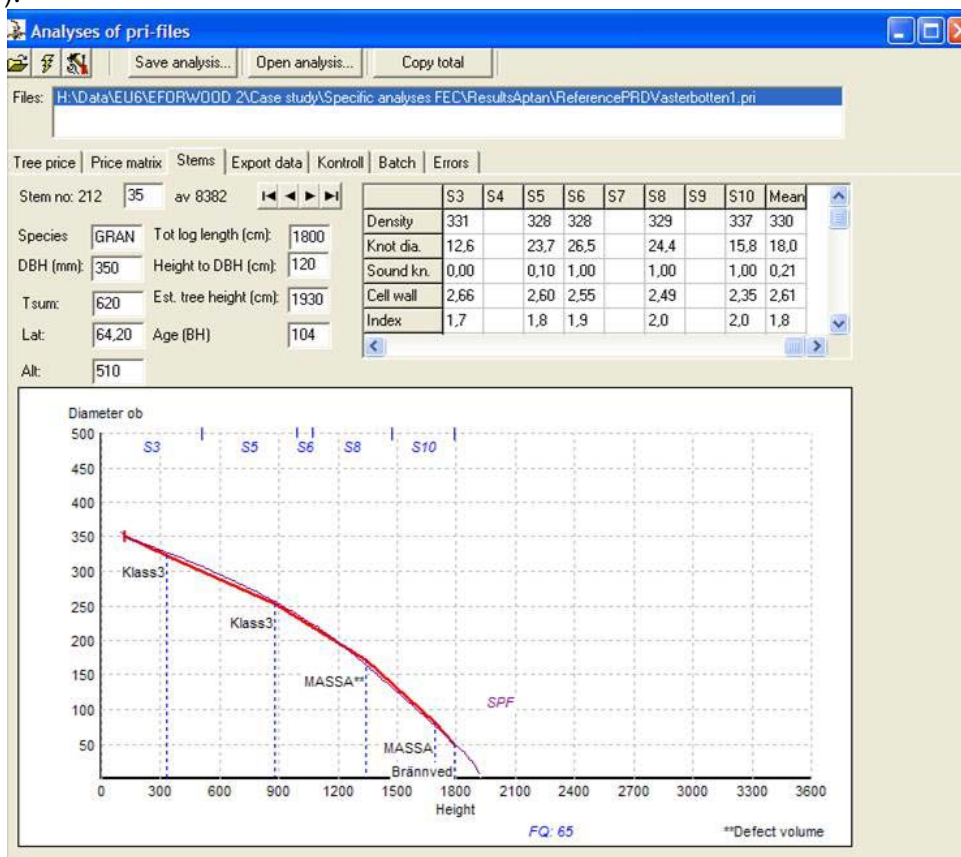 ).
Analyses of pri-files
Save analysis... Open analysis... Copy total
Files: H:\Data\EU6\EFORWOOD 2\Case study\Specific analyses FEC\ResultsAptan\ReferencePRDVasterbotten1.pri
Tree price Price matrix Stems Export data Kontroll Batch Errors
Stem no: 212 35 av 8382
Species GRAN Tot log length (cm): 1800
DBH (mm): 350 Height to DBH (cm): 120
Tsum: 620 Est. tree height (cm): 1930
Lat: 64,20 Age (BH) 104
Alt: 510
S3 S4 S5 S6 S7 S8 S9 S10 Mean
Density 331 328 328 329 337 330
Knot dia. 12,6 23,7 26,5 24,4 15,8 18,0
Sound kn. 0,00 0,10 1,00 1,00 1,00 0,21
Cell wall 2,66 2,60 2,55 2,49 2,35 2,61
Index 1,7 1,8 1,9 2,0 2,0 1,8
Diameter ob
500
S3 S5 S6 S8 S10
450
400
350
300
Klass3
250
Klass3
200
150
MASSA**
SPF
100
50
MASSA
Brännved
0 300 600 900 1200 1500 1800 2100 2400 2700 3000 3300 3600
Height
FQ: 65 **Defect volume